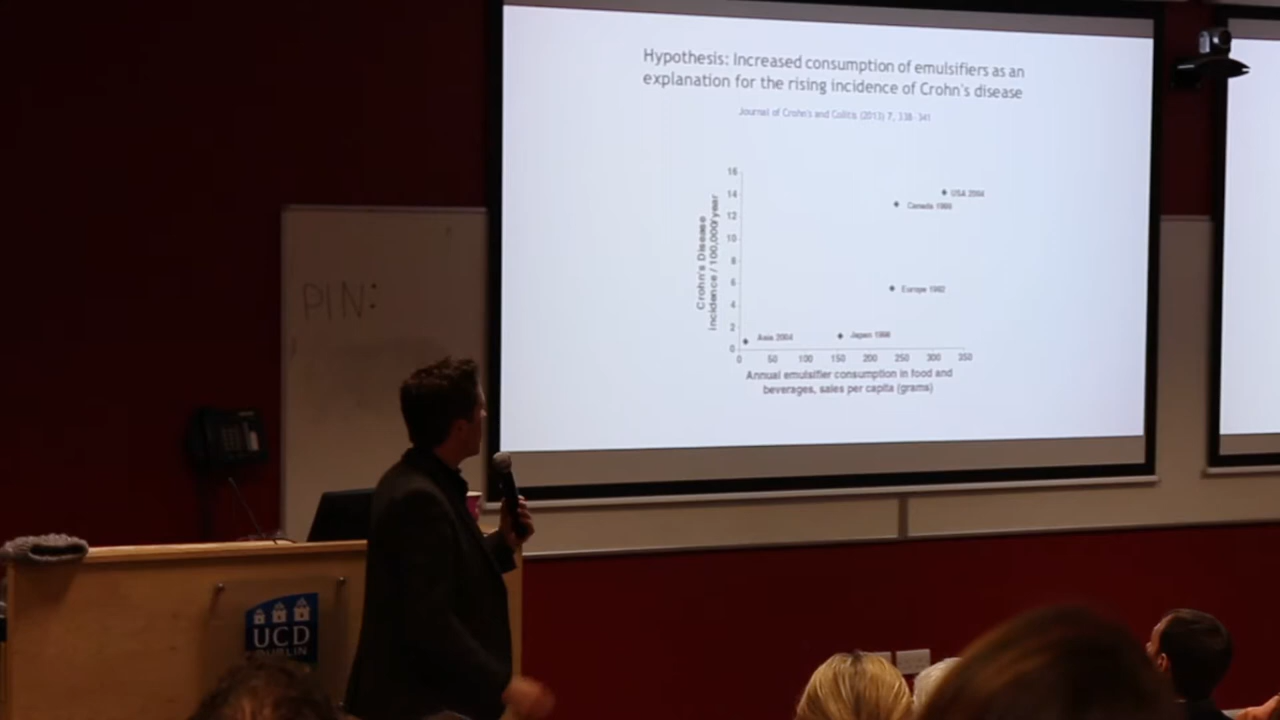 Hypothesis: Increased consumption of emulsifiers as an
explanation for the rising incidence of Crohn's disease
Journal of Crohn's and Colitis (2013) 7, 338-341
16
14
12
10
8
6
4
2
0
Crohn's Disease
incidence / 100,000/year
USA 2004
Canada
Europe
Japan
Asia 2004
0 50 100 150 200 250 300 350
Annual emulsifier consumption in food and
beverages, sales per capita (grams)
PIN:
UCD
DUBLIN